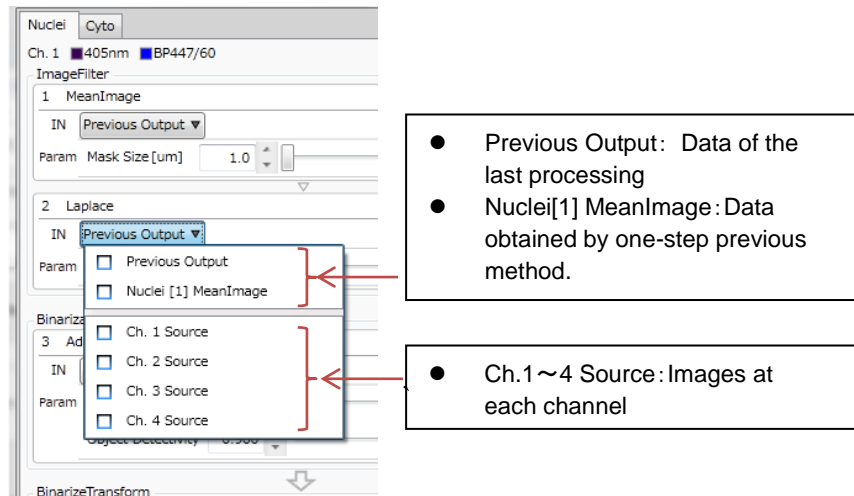 Nuclei Cyto
Ch. 1 405nm BP447/60
ImageFilter
1 MeanImage
IN Previous Output ▼
Param Mask Size[um] 1.0
2 Laplace
IN Previous Output ▼
Param
Previous Output
Nuclei [1] MeanImage
Ch. 1 Source
Ch. 2 Source
Ch. 3 Source
Ch. 4 Source
Binariza
3 Ad
IN
Param
Object Detectivity 0.900
BinarizeTransform
● Previous Output: Data of the
last processing
● Nuclei[1] MeanImage:Data
obtained by one-step previous
method.
● Ch.1～4 Source:Images at
each channel